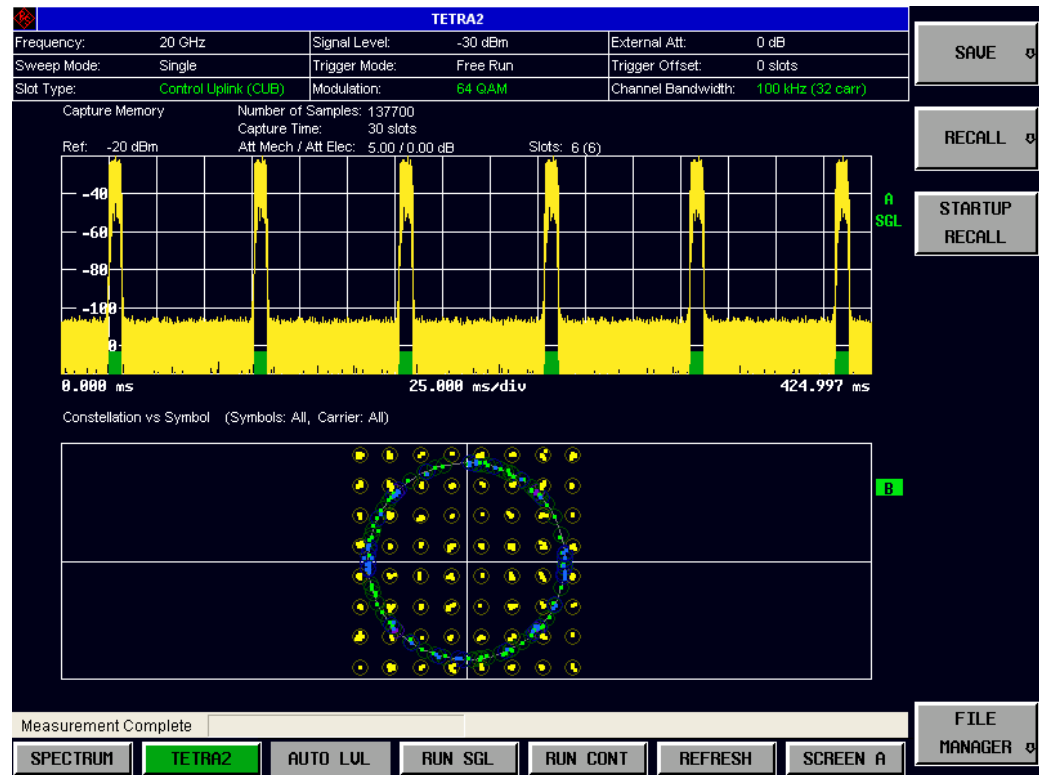 TETRA2
Frequency: 20 GHz Signal Level: -30 dBm External Att: 0 dB
Sweep Mode: Single Trigger Mode: Free Run Trigger Offset: 0 slots
Slot Type: Control Uplink (CUB) Modulation: 64 QAM Channel Bandwidth: 100 kHz (32 carr)
Capture Memory Number of Samples: 137700
Capture Time: 30 slots
Ref: -20 dBm Att Mech / Att Elec: 5.00 / 0.00 dB Slots: 6 (6)
-40
-60
-80
-100
A
SGL
0.000 ms 25.000 ms/div 424.997 ms
Constellation vs Symbol (Symbols: All, Carrier: All)
B
Measurement Complete
SPECTRUM TETRA2 AUTO LVL RUN SGL RUN CONT REFRESH SCREEN A
SAVE
RECALL
STARTUP
RECALL
FILE
MANAGER